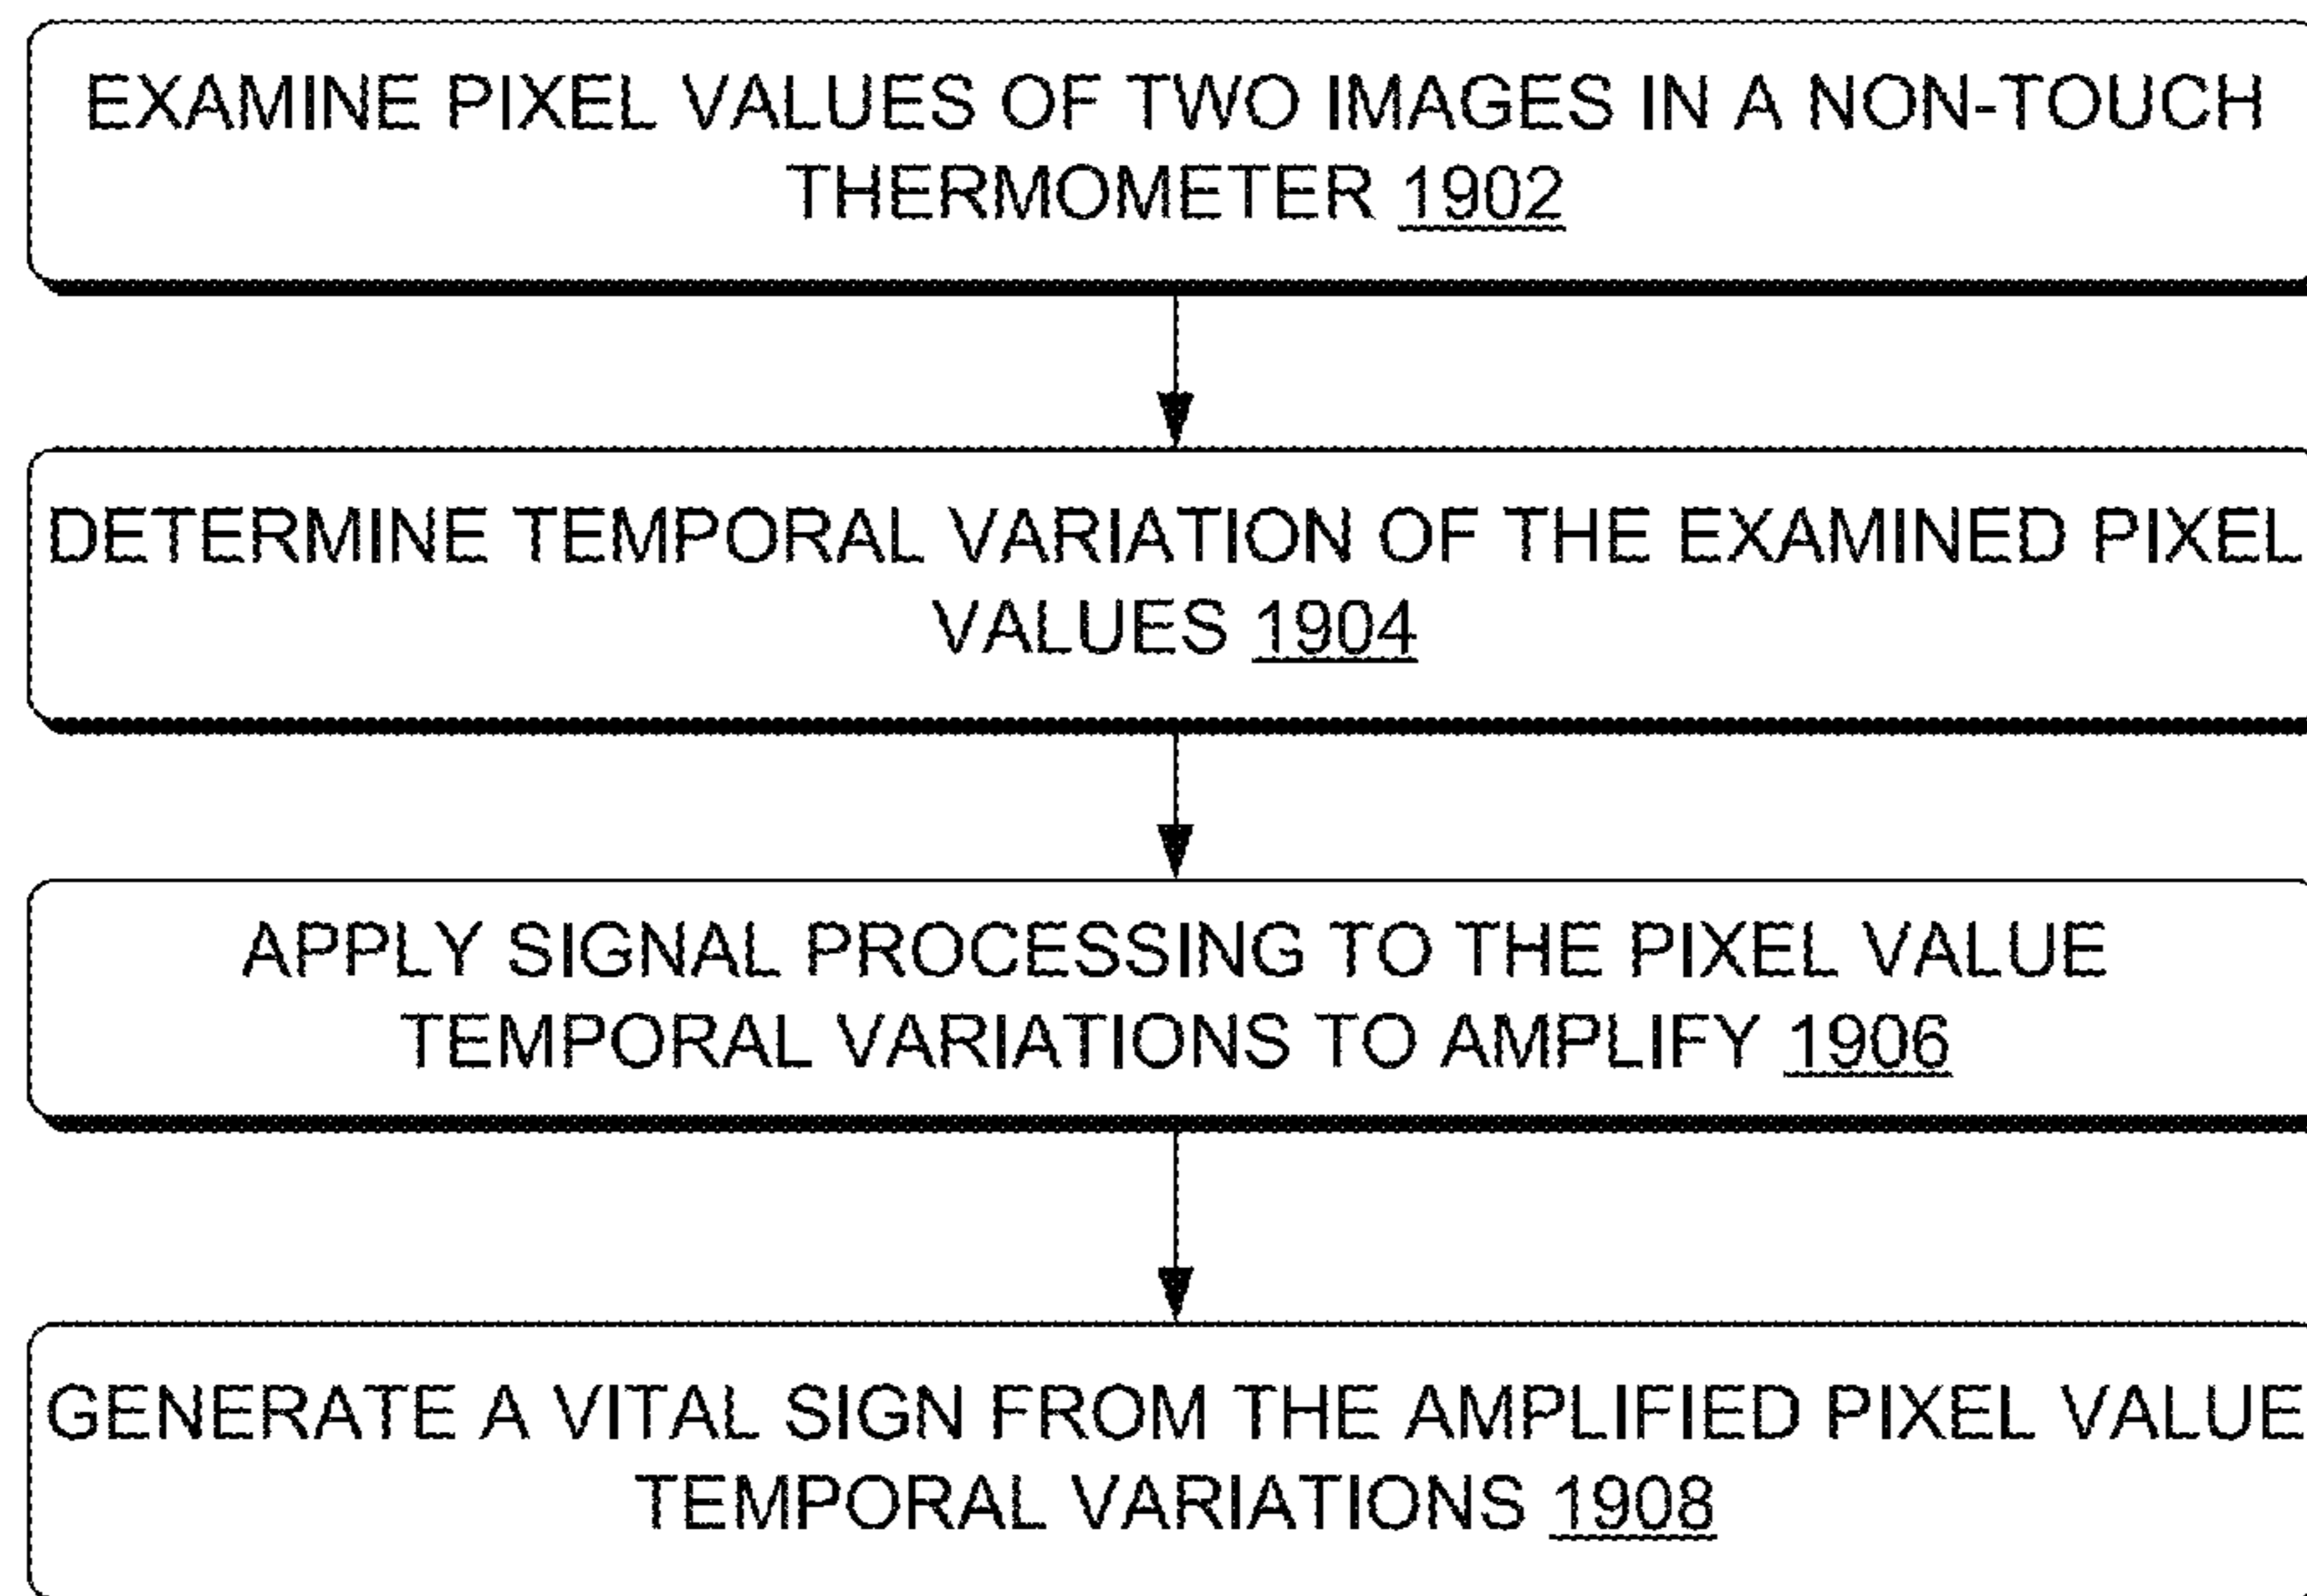 EXAMINE PIXEL VALUES OF TWO IMAGES IN A NON-TOUCH
THERMOMETER 1902
DETERMINE TEMPORAL VARIATION OF THE EXAMINED PIXEL
VALUES 1904
APPLY SIGNAL PROCESSING TO THE PIXEL VALUE
TEMPORAL VARIATIONS TO AMPLIFY 1906
GENERATE A VITAL SIGN FROM THE AMPLIFIED PIXEL VALUE
TEMPORAL VARIATIONS 1908